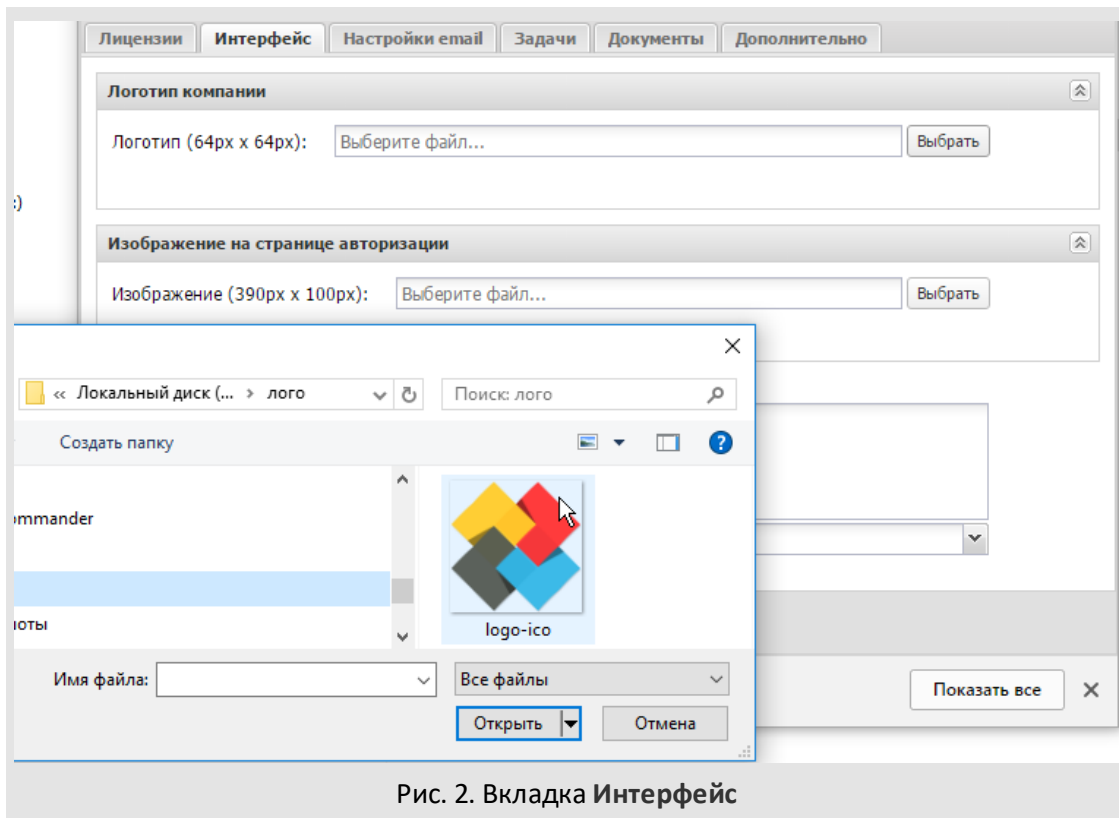 Лицензии Интерфейс Настройки email Задачи Документы Дополнительно
Логотип компании
Логотип (64px x 64px): Выберите файл... Выбрать
:)
Изображение на странице авторизации
Изображение (390px x 100px): Выберите файл... Выбрать
« Локальный диск (... › лого Поиск: лого
Создать папку
ommander
logo-ico
Имя файла: Все файлы
Открыть Отмена
Показать все
Рис. 2. Вкладка Интерфейс